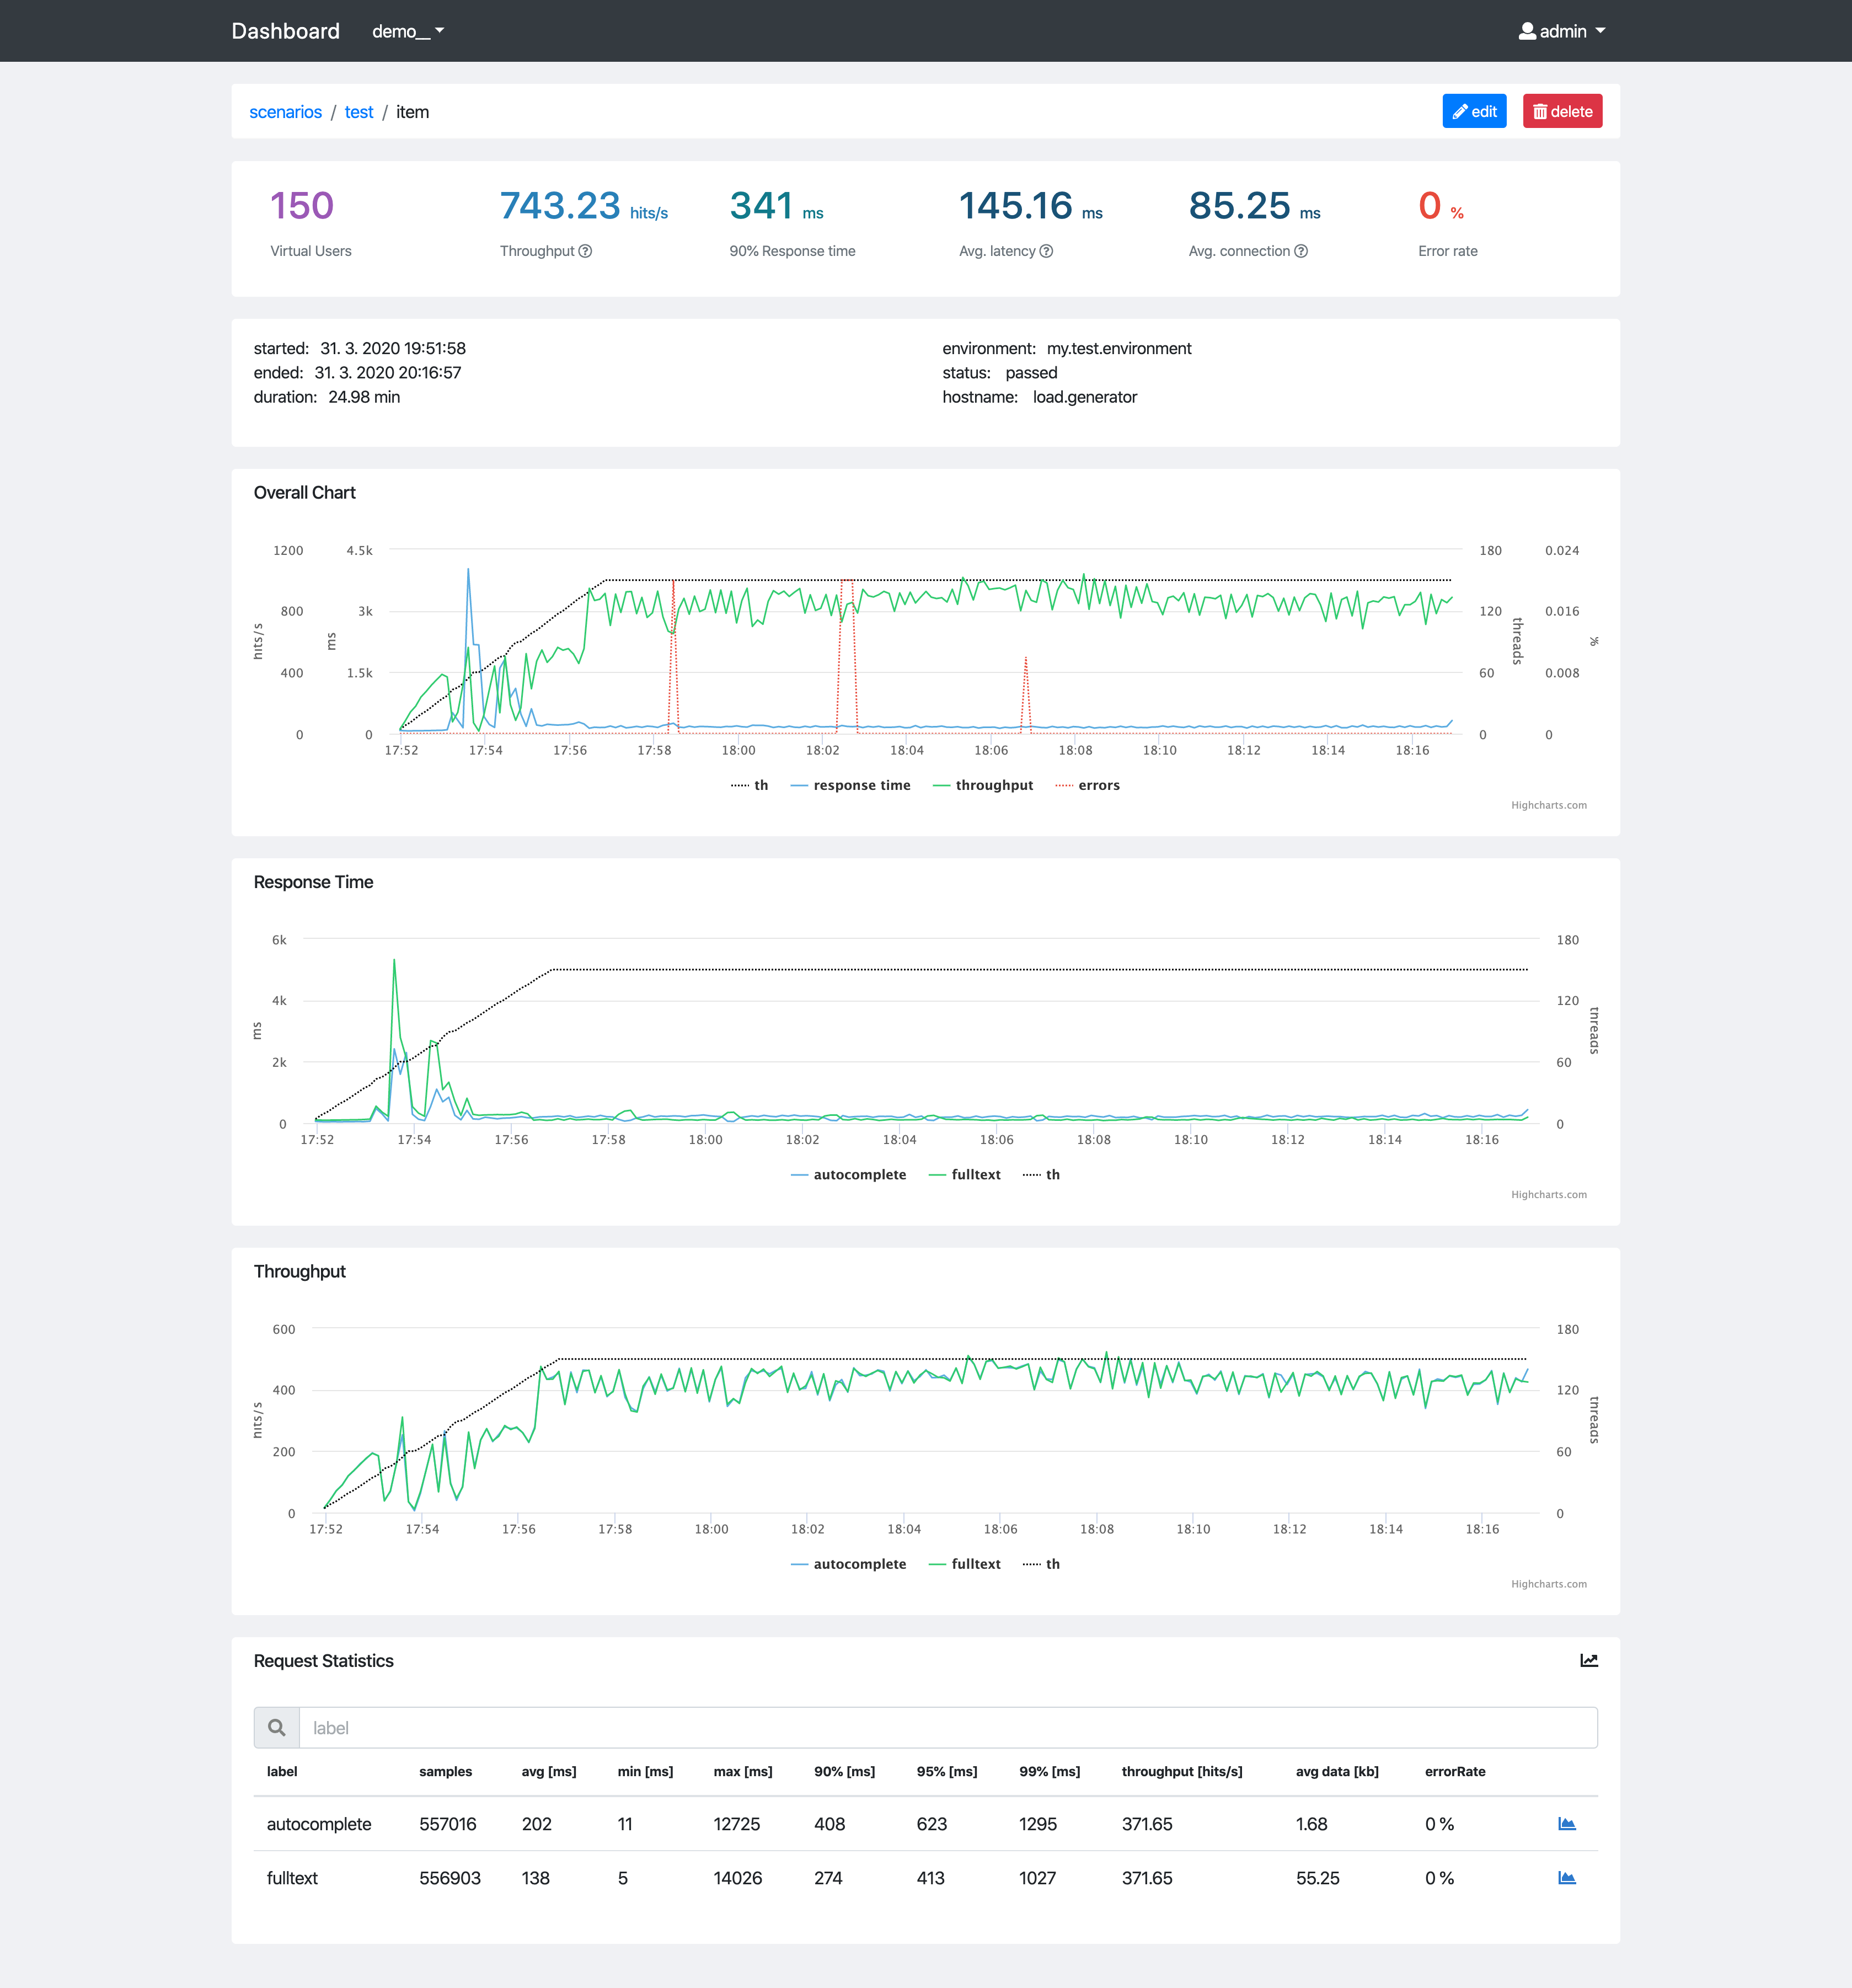 Dashboard demo__ admin
scenarios / test / item edit delete
150 743.23 hits/s 341 ms 145.16 ms 85.25 ms 0 %
Virtual Users Throughput 90% Response time Avg. latency Avg. connection Error rate
started: 31. 3. 2020 19:51:58
ended: 31. 3. 2020 20:16:57
duration: 24.98 min
environment: my.test.environment
status: passed
hostname: load.generator
Overall Chart
1200 4.5k 180 0.024
800 3k 120 0.016
hits/s ms threads %
400 1.5k 60 0.008
0 0 0 0
17:52 17:54 17:56 17:58 18:00 18:02 18:04 18:06 18:08 18:10 18:12 18:14 18:16
th response time throughput errors
Highcharts.com
Response Time
6k 180
4k 120
ms threads
2k 60
0 0
17:52 17:54 17:56 17:58 18:00 18:02 18:04 18:06 18:08 18:10 18:12 18:14 18:16
autocomplete fulltext th
Highcharts.com
Throughput
600 180
400 120
hits/s threads
200 60
0 0
17:52 17:54 17:56 17:58 18:00 18:02 18:04 18:06 18:08 18:10 18:12 18:14 18:16
autocomplete fulltext th
Highcharts.com
Request Statistics
label
label samples avg [ms] min [ms] max [ms] 90% [ms] 95% [ms] 99% [ms] throughput [hits/s] avg data [kb] errorRate
autocomplete 557016 202 11 12725 408 623 1295 371.65 1.68 0 %
fulltext 556903 138 5 14026 274 413 1027 371.65 55.25 0 %